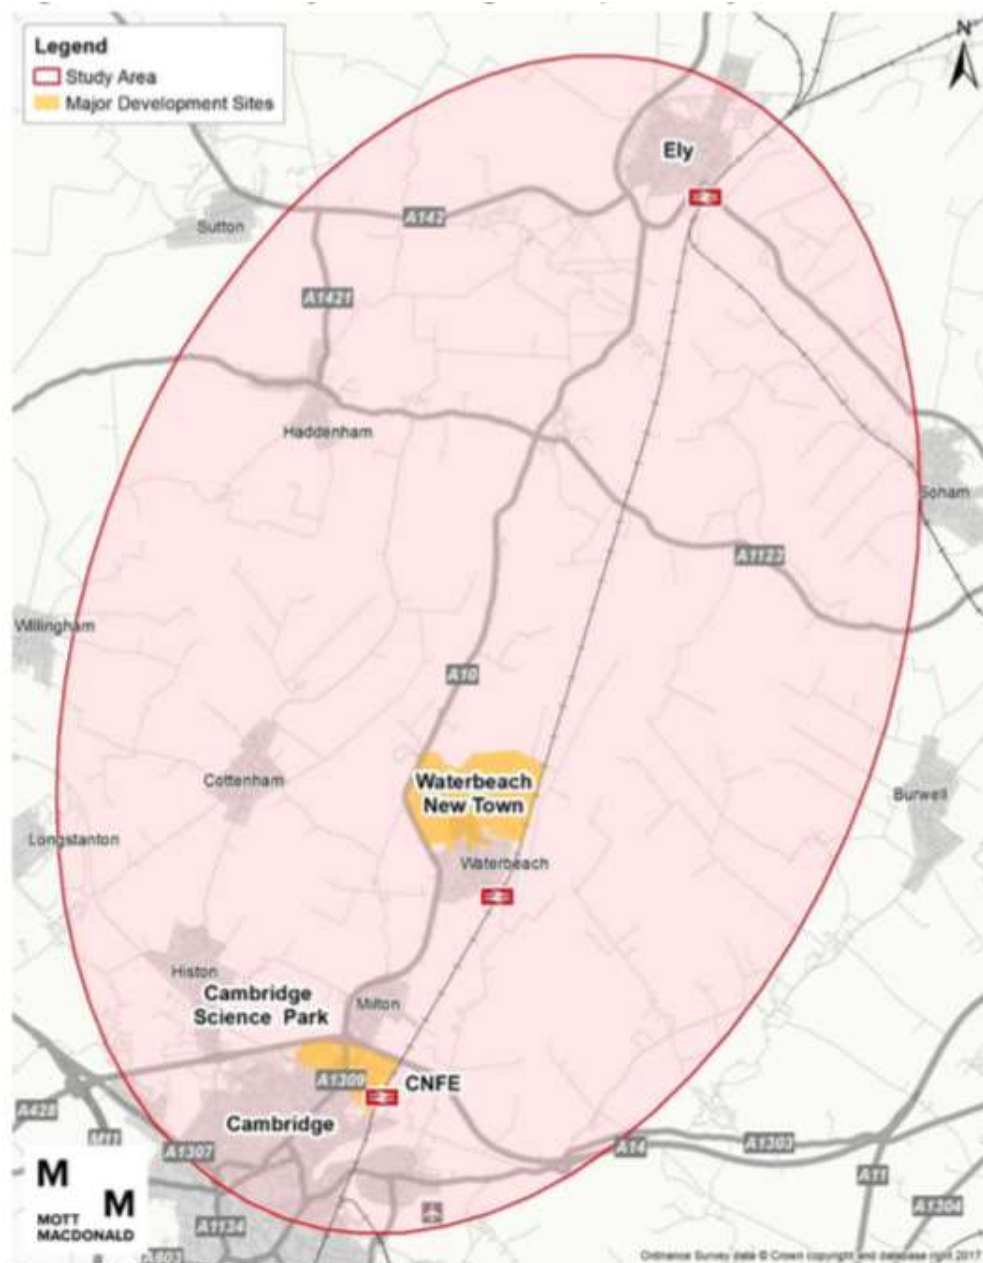 Legend
Study Area
Major Development Sites
N
Ely
Sutton
A142
A1421
Haddenham
Soham
A1123
Willingham
A10
Waterbeach
New Town
Cottenham
Burwell
Longstanton
Waterbeach
Histon
Cambridge
Science Park
Milton
A1309
CNFE
A428
M11
Cambridge
A1307
A14
A1303
A11
A1304
M
M
MOTT
MACDONALD
A1134
A603
Ordnance Survey data © Crown copyright and database right 2017